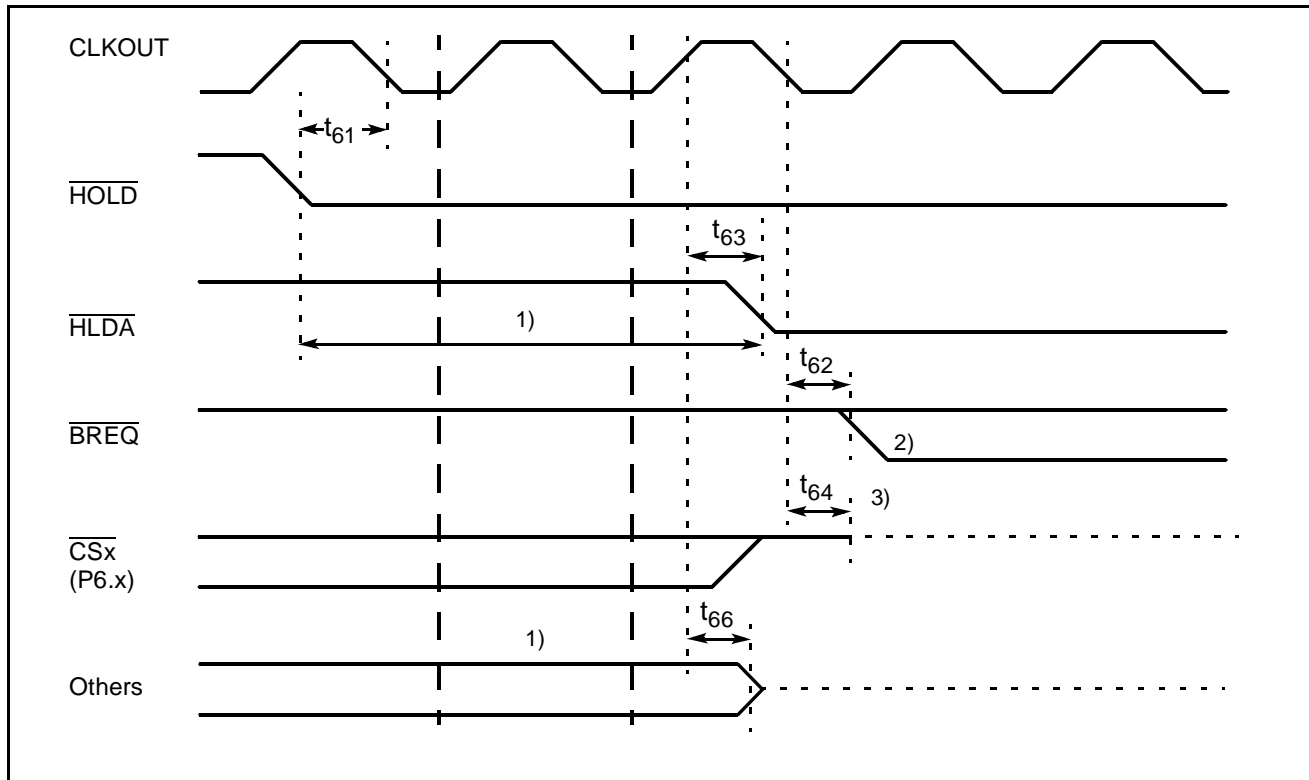 CLKOUT
t61
HOLD
t63
HLDA
1)
t62
BREQ
2)
t64
3)
CSx
(P6.x)
t66
1)
Others